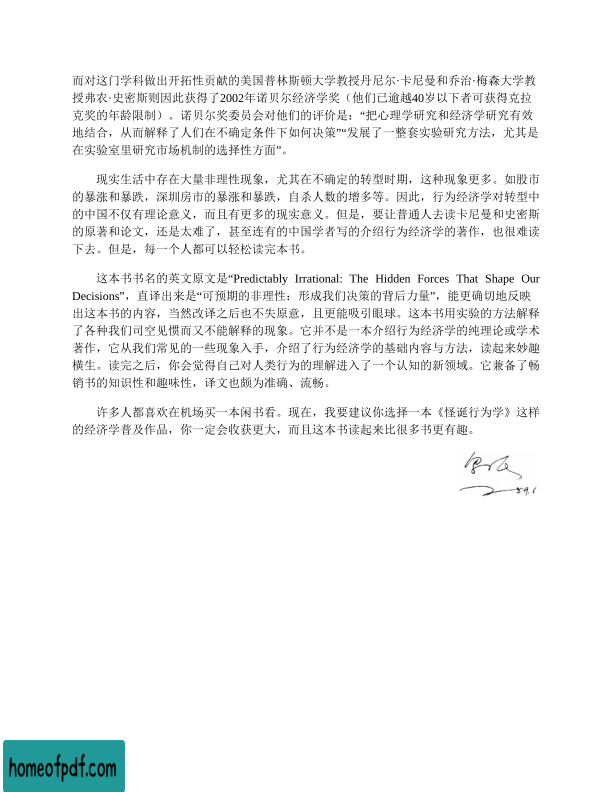 而对这门学科做出开拓性贡献的美国普林斯顿大学教授丹尼尔·卡尼曼和乔治·梅森大学教
授弗农·史密斯则因此获得了2002年诺贝尔经济学奖（他们已逾越40岁以下者可获得克拉
克奖的年龄限制）。诺贝尔奖委员会对他们的评价是：“把心理学研究和经济学研究有效
地结合，从而解释了人们在不确定条件下如何决策”“发展了一整套实验研究方法，尤其是
在实验室里研究市场机制的选择性方面”。
现实生活中存在大量非理性现象，尤其在不确定的转型时期，这种现象更多。如股市
的暴涨和暴跌，深圳房市的暴涨和暴跌，自杀人数的增多等。因此，行为经济学对转型中
的中国不仅有理论意义，而且有更多的现实意义。但是，要让普通人去读卡尼曼和史密斯
的原著和论文，还是太难了，甚至连有的中国学者写的介绍行为经济学的著作，也很难读
下去。但是，每一个人都可以轻松读完本书。
这本书书名的英文原文是“Predictably Irrational: The Hidden Forces That Shape Our
Decisions”，直译出来是“可预期的非理性：形成我们决策的背后力量”，能更确切地反映
出这本书的内容，当然改译之后也不失原意，且更能吸引眼球。这本书用实验的方法解释
了各种我们司空见惯而又不能解释的现象。它并不是一本介绍行为经济学的纯理论或学术
著作，它从我们常见的一些现象入手，介绍了行为经济学的基础内容与方法，读起来妙趣
横生。读完之后，你会觉得自己对人类行为的理解进入了一个认知的新领域。它兼备了畅
销书的知识性和趣味性，译文也颇为准确、流畅。
许多人都喜欢在机场买一本闲书看。现在，我要建议你选择一本《怪诞行为学》这样
的经济学普及作品，你一定会收获更大，而且这本书读起来比很多书更有趣。
homeofpdf.com